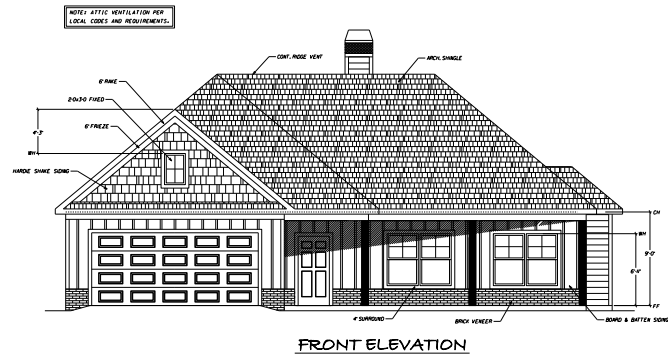 NOTE: ATTIC VENTILATION PER
LOCAL CODES AND REQUIREMENTS.
CONT. RIDGE VENT
ARCH. SHINGLE
6" RAKE
2-0x3-0 FIXED
6" FRIEZE
4'-3"
WH
HARDIE SHAKE SIDING
CH
WH
9'-0"
6'-8"
FF
4" SURROUND
BRICK VENEER
BOARD & BATTEN SIDING
FRONT ELEVATION